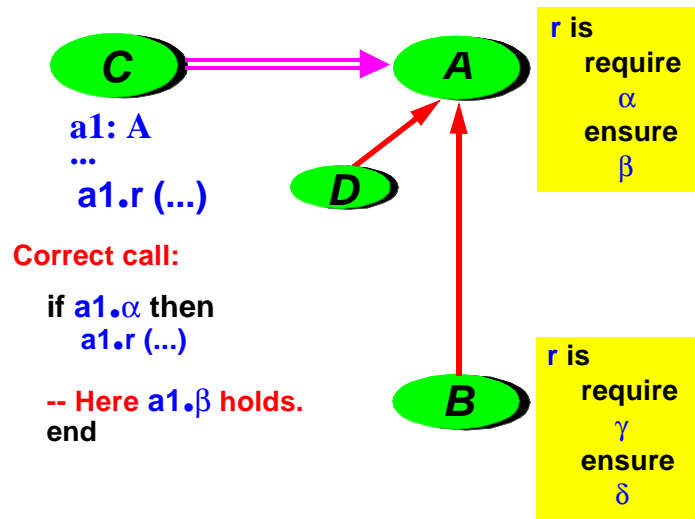 C
A
a1: A
...
a1.r (...)
D
r is
require
α
ensure
β
Correct call:
if a1.α then
a1.r (...)
-- Here a1.β holds.
end
B
r is
require
γ
ensure
δ